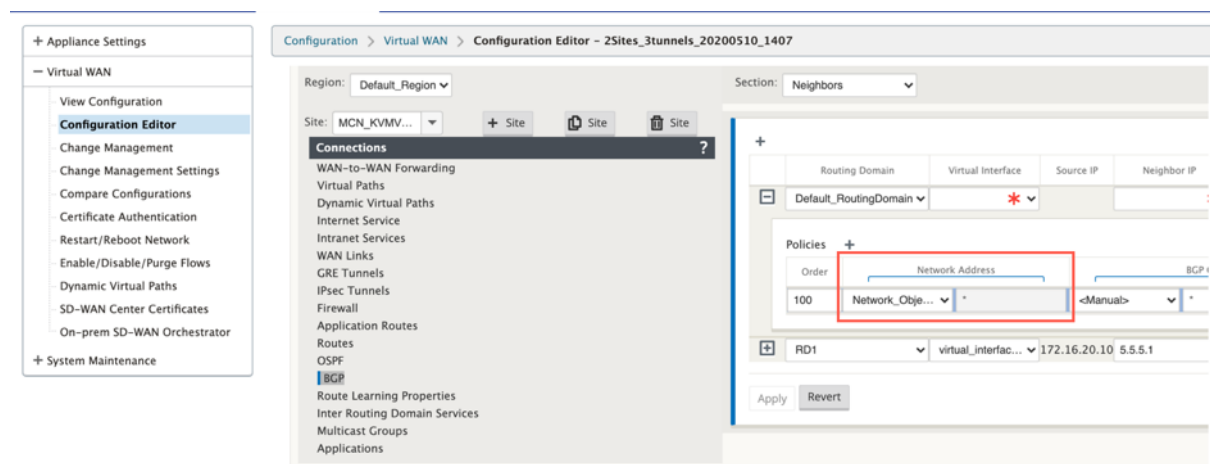 + Appliance Settings
− Virtual WAN
View Configuration
Configuration Editor
Change Management
Change Management Settings
Compare Configurations
Certificate Authentication
Restart/Reboot Network
Enable/Disable/Purge Flows
Dynamic Virtual Paths
SD-WAN Center Certificates
On-prem SD-WAN Orchestrator
+ System Maintenance
Configuration > Virtual WAN > Configuration Editor - 2Sites_3tunnels_20200510_1407
Region: Default_Region
Site: MCN_KVMV... + Site Site Site
Connections ?
WAN-to-WAN Forwarding
Virtual Paths
Dynamic Virtual Paths
Internet Service
Intranet Services
WAN Links
GRE Tunnels
IPsec Tunnels
Firewall
Application Routes
Routes
OSPF
BGP
Route Learning Properties
Inter Routing Domain Services
Multicast Groups
Applications
Section: Neighbors
+
Routing Domain Virtual Interface Source IP Neighbor IP
Default_RoutingDomain *
Policies +
Order Network Address BGP
100 Network_Obje... * <Manual> *
RD1 virtual_interfac... 172.16.20.10 5.5.5.1
Apply Revert